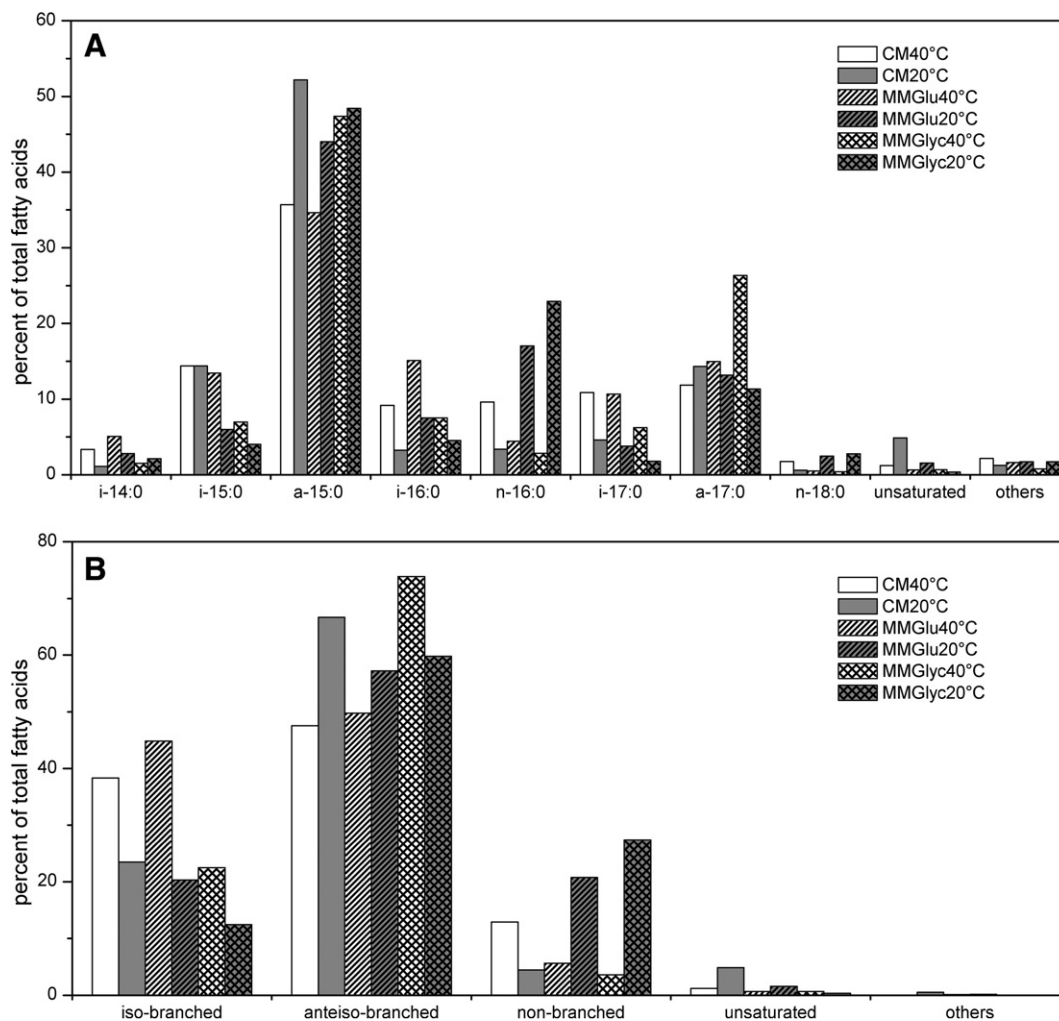 A
percent of total fatty acids
60
50
40
30
20
10
0
CM40°C
CM20°C
MMGlu40°C
MMGlu20°C
MMGlyc40°C
MMGlyc20°C
i-14:0 i-15:0 a-15:0 i-16:0 n-16:0 i-17:0 a-17:0 n-18:0 unsaturated others
B
percent of total fatty acids
80
60
40
20
0
CM40°C
CM20°C
MMGlu40°C
MMGlu20°C
MMGlyc40°C
MMGlyc20°C
iso-branched anteiso-branched non-branched unsaturated others